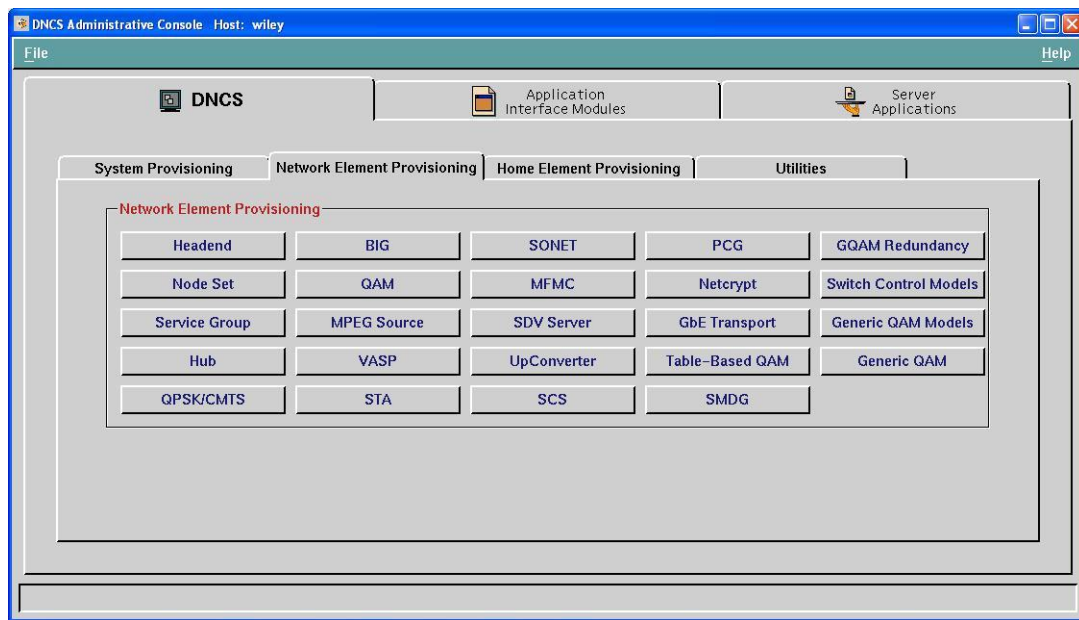 DNCS Administrative Console Host: wiley
File Help
DNCS
Application
Interface Modules
Server
Applications
System Provisioning Network Element Provisioning Home Element Provisioning Utilities
Network Element Provisioning
Headend BIG SONET PCG GQAM Redundancy
Node Set QAM MFMC Netcrypt Switch Control Models
Service Group MPEG Source SDV Server GbE Transport Generic QAM Models
Hub VASP UpConverter Table-Based QAM Generic QAM
QPSK/CMTS STA SCS SMDG